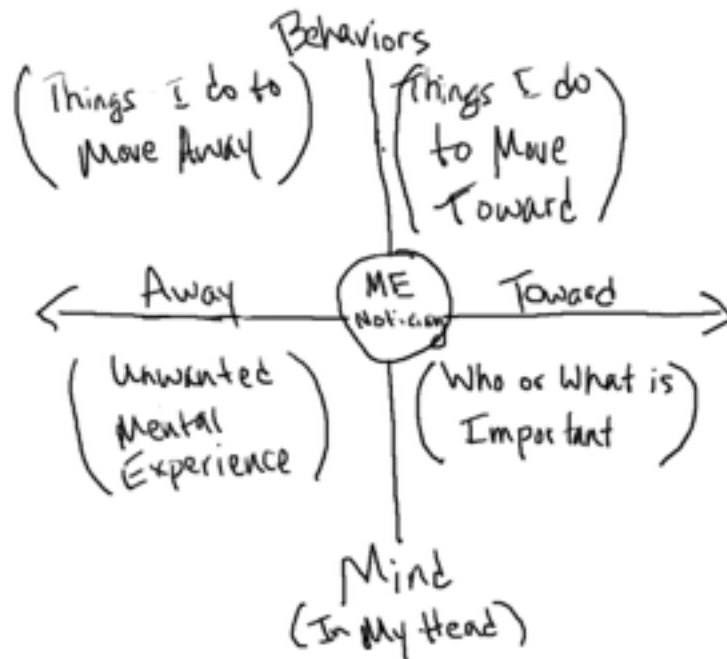 Behaviors
(Things I do to
Move Away)
(Things I do
to Move
Toward)
Away
ME
Noticing
Toward
(Unwanted
Mental
Experience)
(Who or What is
Important)
Mind
(In My Head)